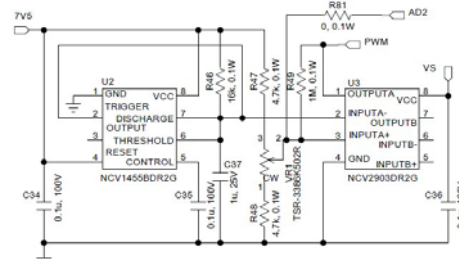 7V5
R81
0, 0.1W
AD2
PWM
VS
U2
R46
16k, 0.1W
R47
4.7k, 0.1W
R49
1M, 0.1W
U3
1
GND
VCC
8
TRIGGER
2
DISCHARGE
7
OUTPUT
3
THRESHOLD
6
RESET
4
CONTROL
5
NCV1455BDR2G
1
OUTPUTA
VCC
8
2
INPUTA-
OUTPUTB
7
3
INPUTA+
INPUTB-
6
4
GND
INPUTB+
5
NCV2903DR2G
3
2
CW
1
VR1
TSR-3386K502R
C37
1u, 25V
R48
4.7k, 0.1W
C34
0.1u, 100V
C35
0.1u, 100V
C36